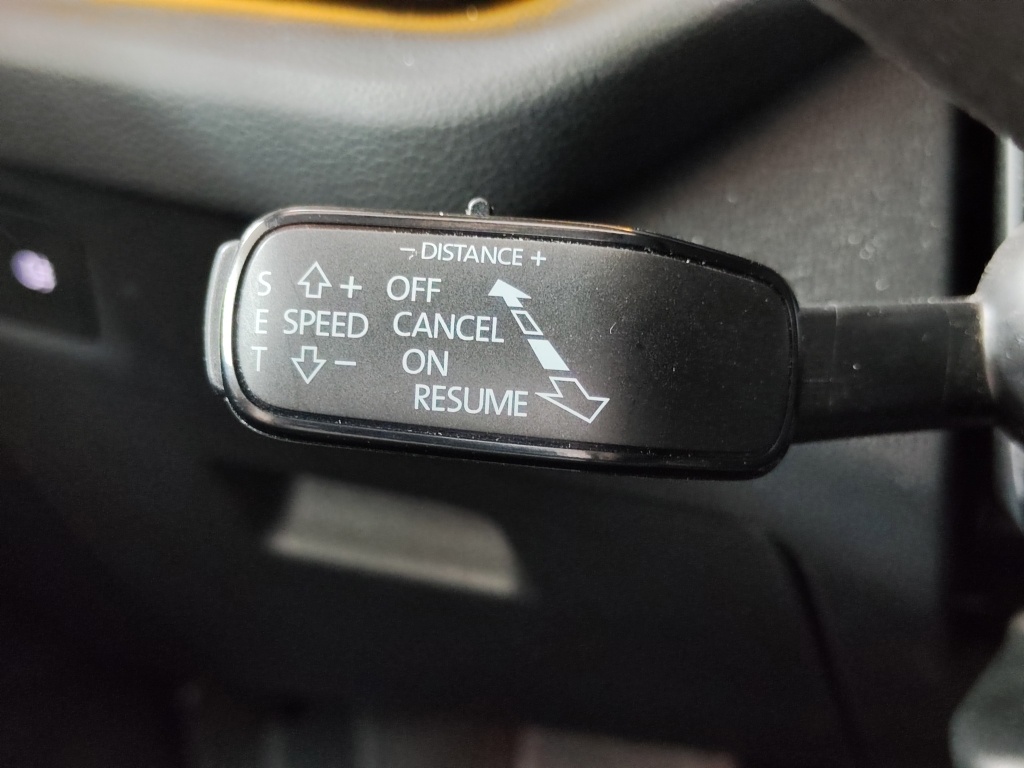 - DISTANCE +
S + OFF
E SPEED CANCEL
T - ON
RESUME